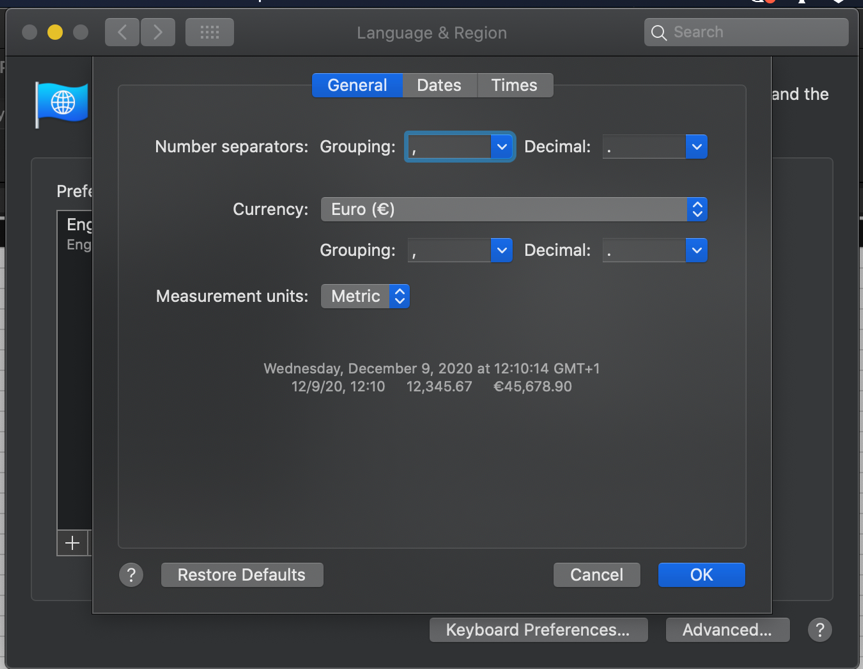 Language & Region
Search
and the
General Dates Times
Number separators: Grouping: , Decimal: .
Prefe
Currency: Euro (€)
Eng
Eng
Grouping: , Decimal: .
Measurement units: Metric
Wednesday, December 9, 2020 at 12:10:14 GMT+1
12/9/20, 12:10 12,345.67 €45,678.90
+
? Restore Defaults Cancel OK
Keyboard Preferences... Advanced... ?